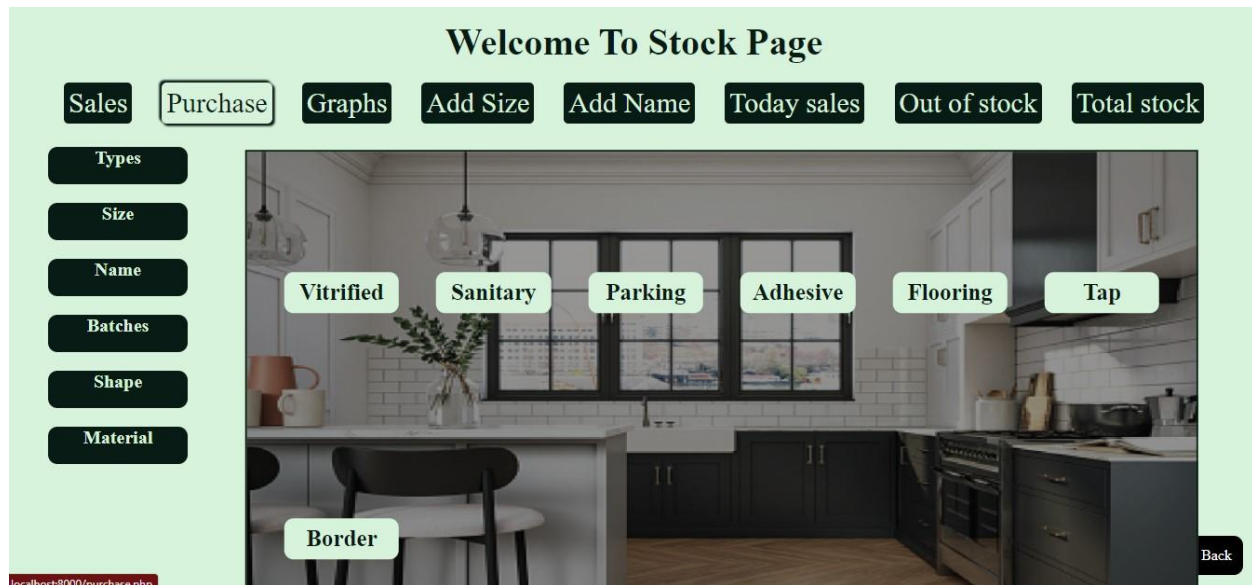 Welcome To Stock Page
Sales Purchase Graphs Add Size Add Name Today sales Out of stock Total stock
Types
Size
Name
Batches
Shape
Material
Vitrified Sanitary Parking Adhesive Flooring Tap
Border
Back
localhost:8000/purchase.php